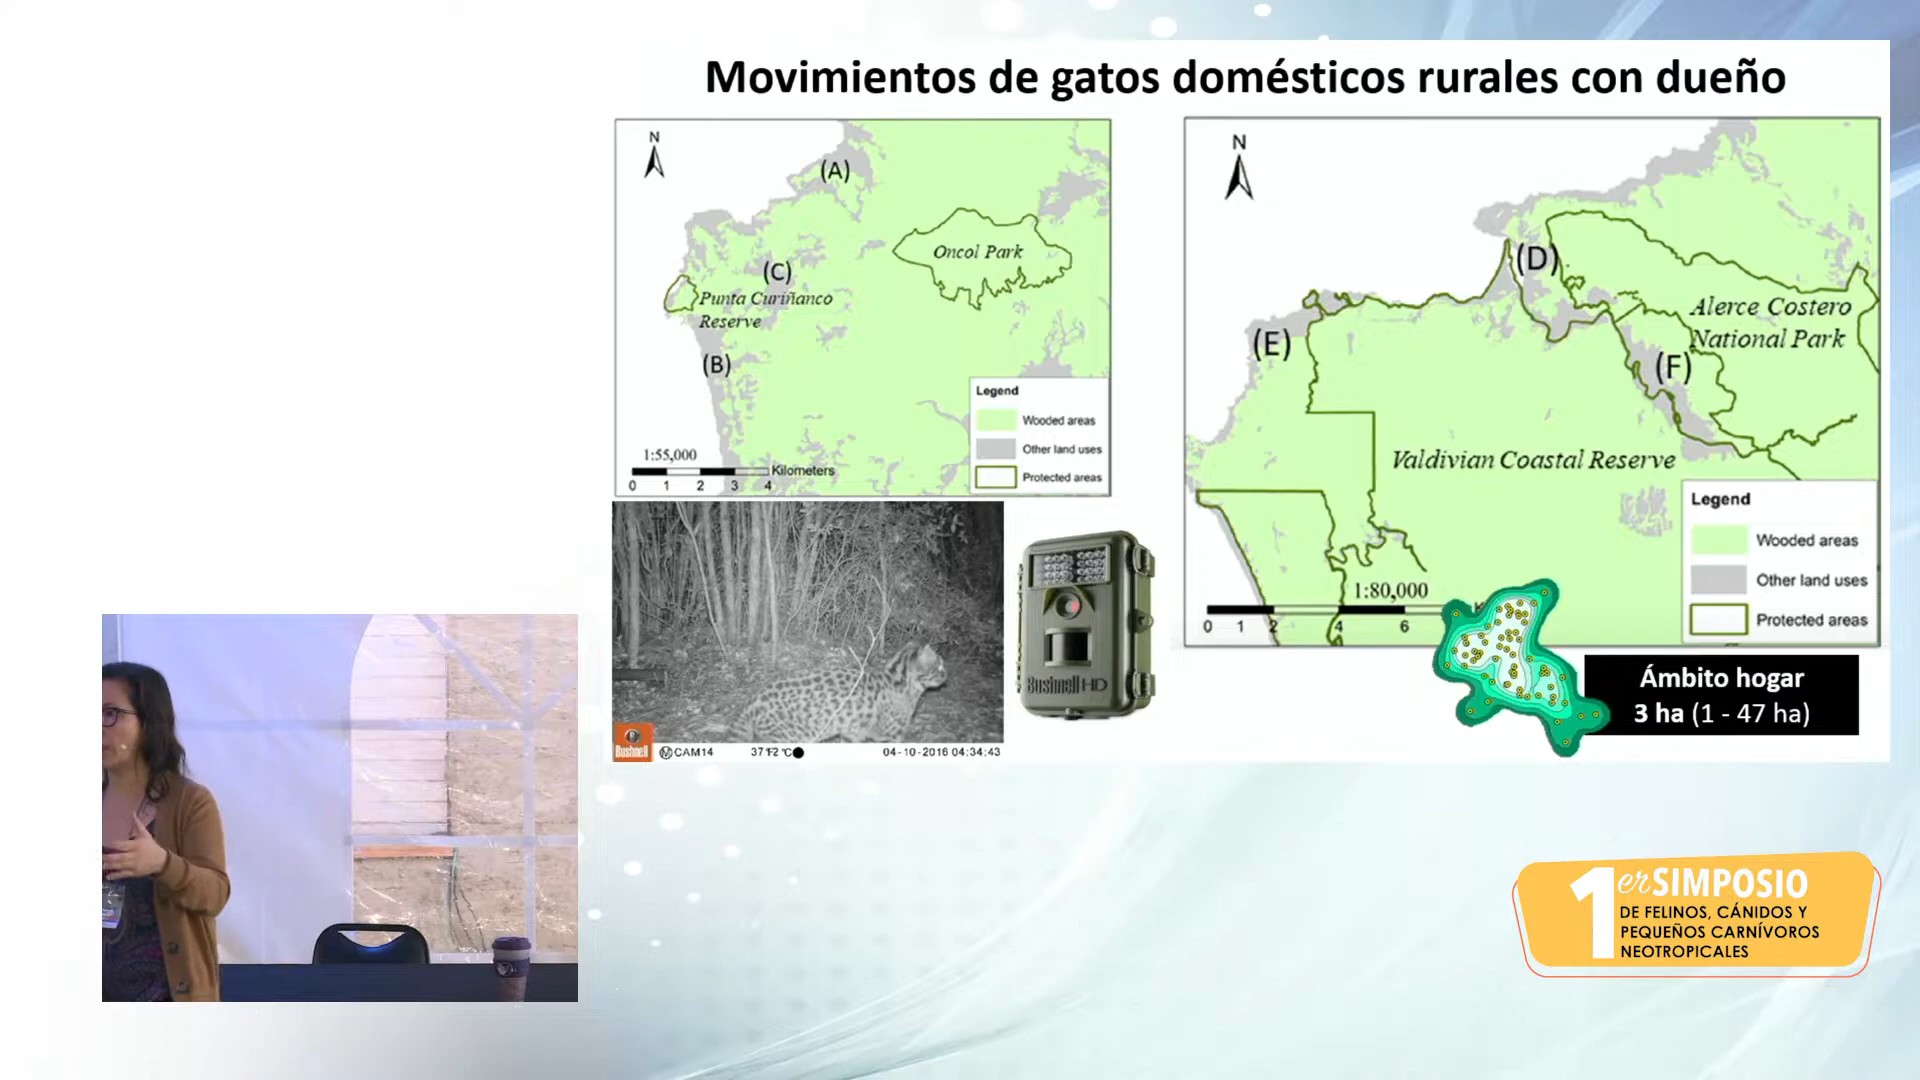 Movimientos de gatos domésticos rurales con dueño
N
(A)
Oncol Park
(C)
Punta Curiñanco
Reserve
(B)
Legend
Wooded areas
Other land uses
Protected areas
1:55,000
Kilometers
0 1 2 3 4
N
(D)
Alerce Costero
National Park
(E)
(F)
Valdivian Coastal Reserve
Legend
Wooded areas
Other land uses
Protected areas
1:80,000
0 1 2 4 6
Bushnell
CAM14
04-10-2016 04:34:43
Bushnell HD
Ámbito hogar
3 ha (1 - 47 ha)
1er SIMPOSIO
DE FELINOS, CÁNIDOS Y
PEQUEÑOS CARNÍVOROS
NEOTROPICALES